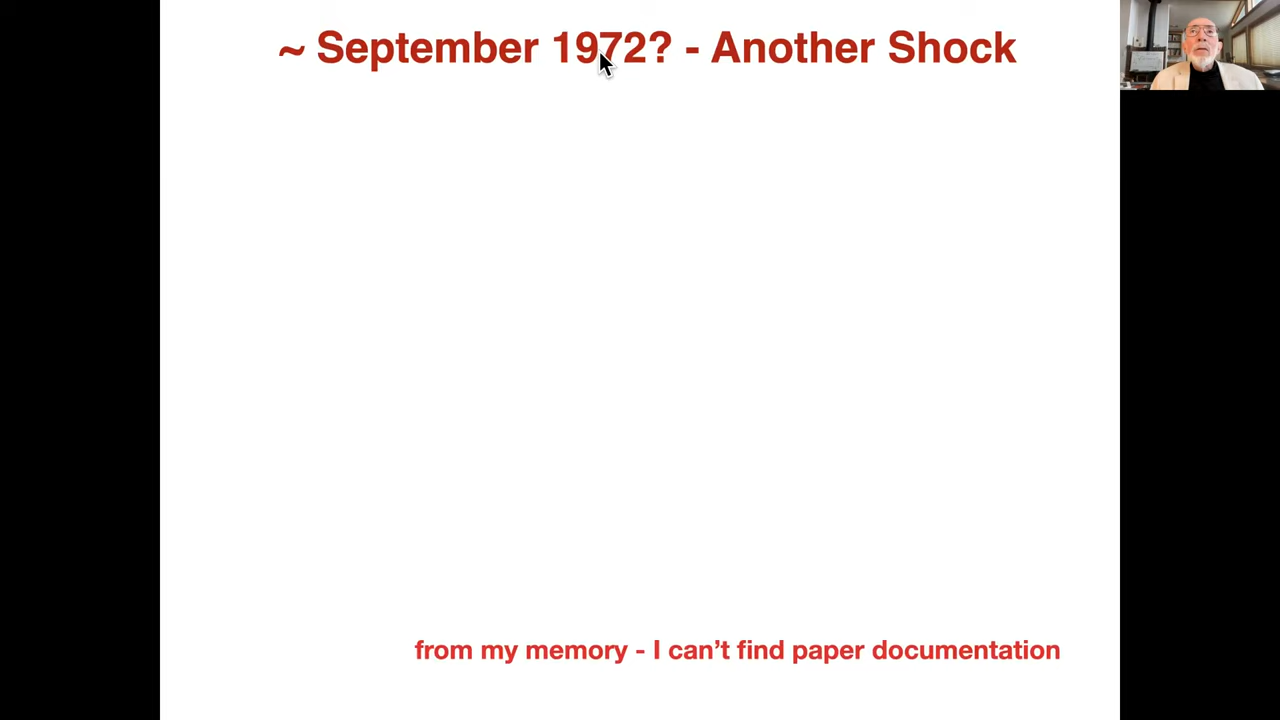 ~ September 1972? - Another Shock
from my memory - I can’t find paper documentation